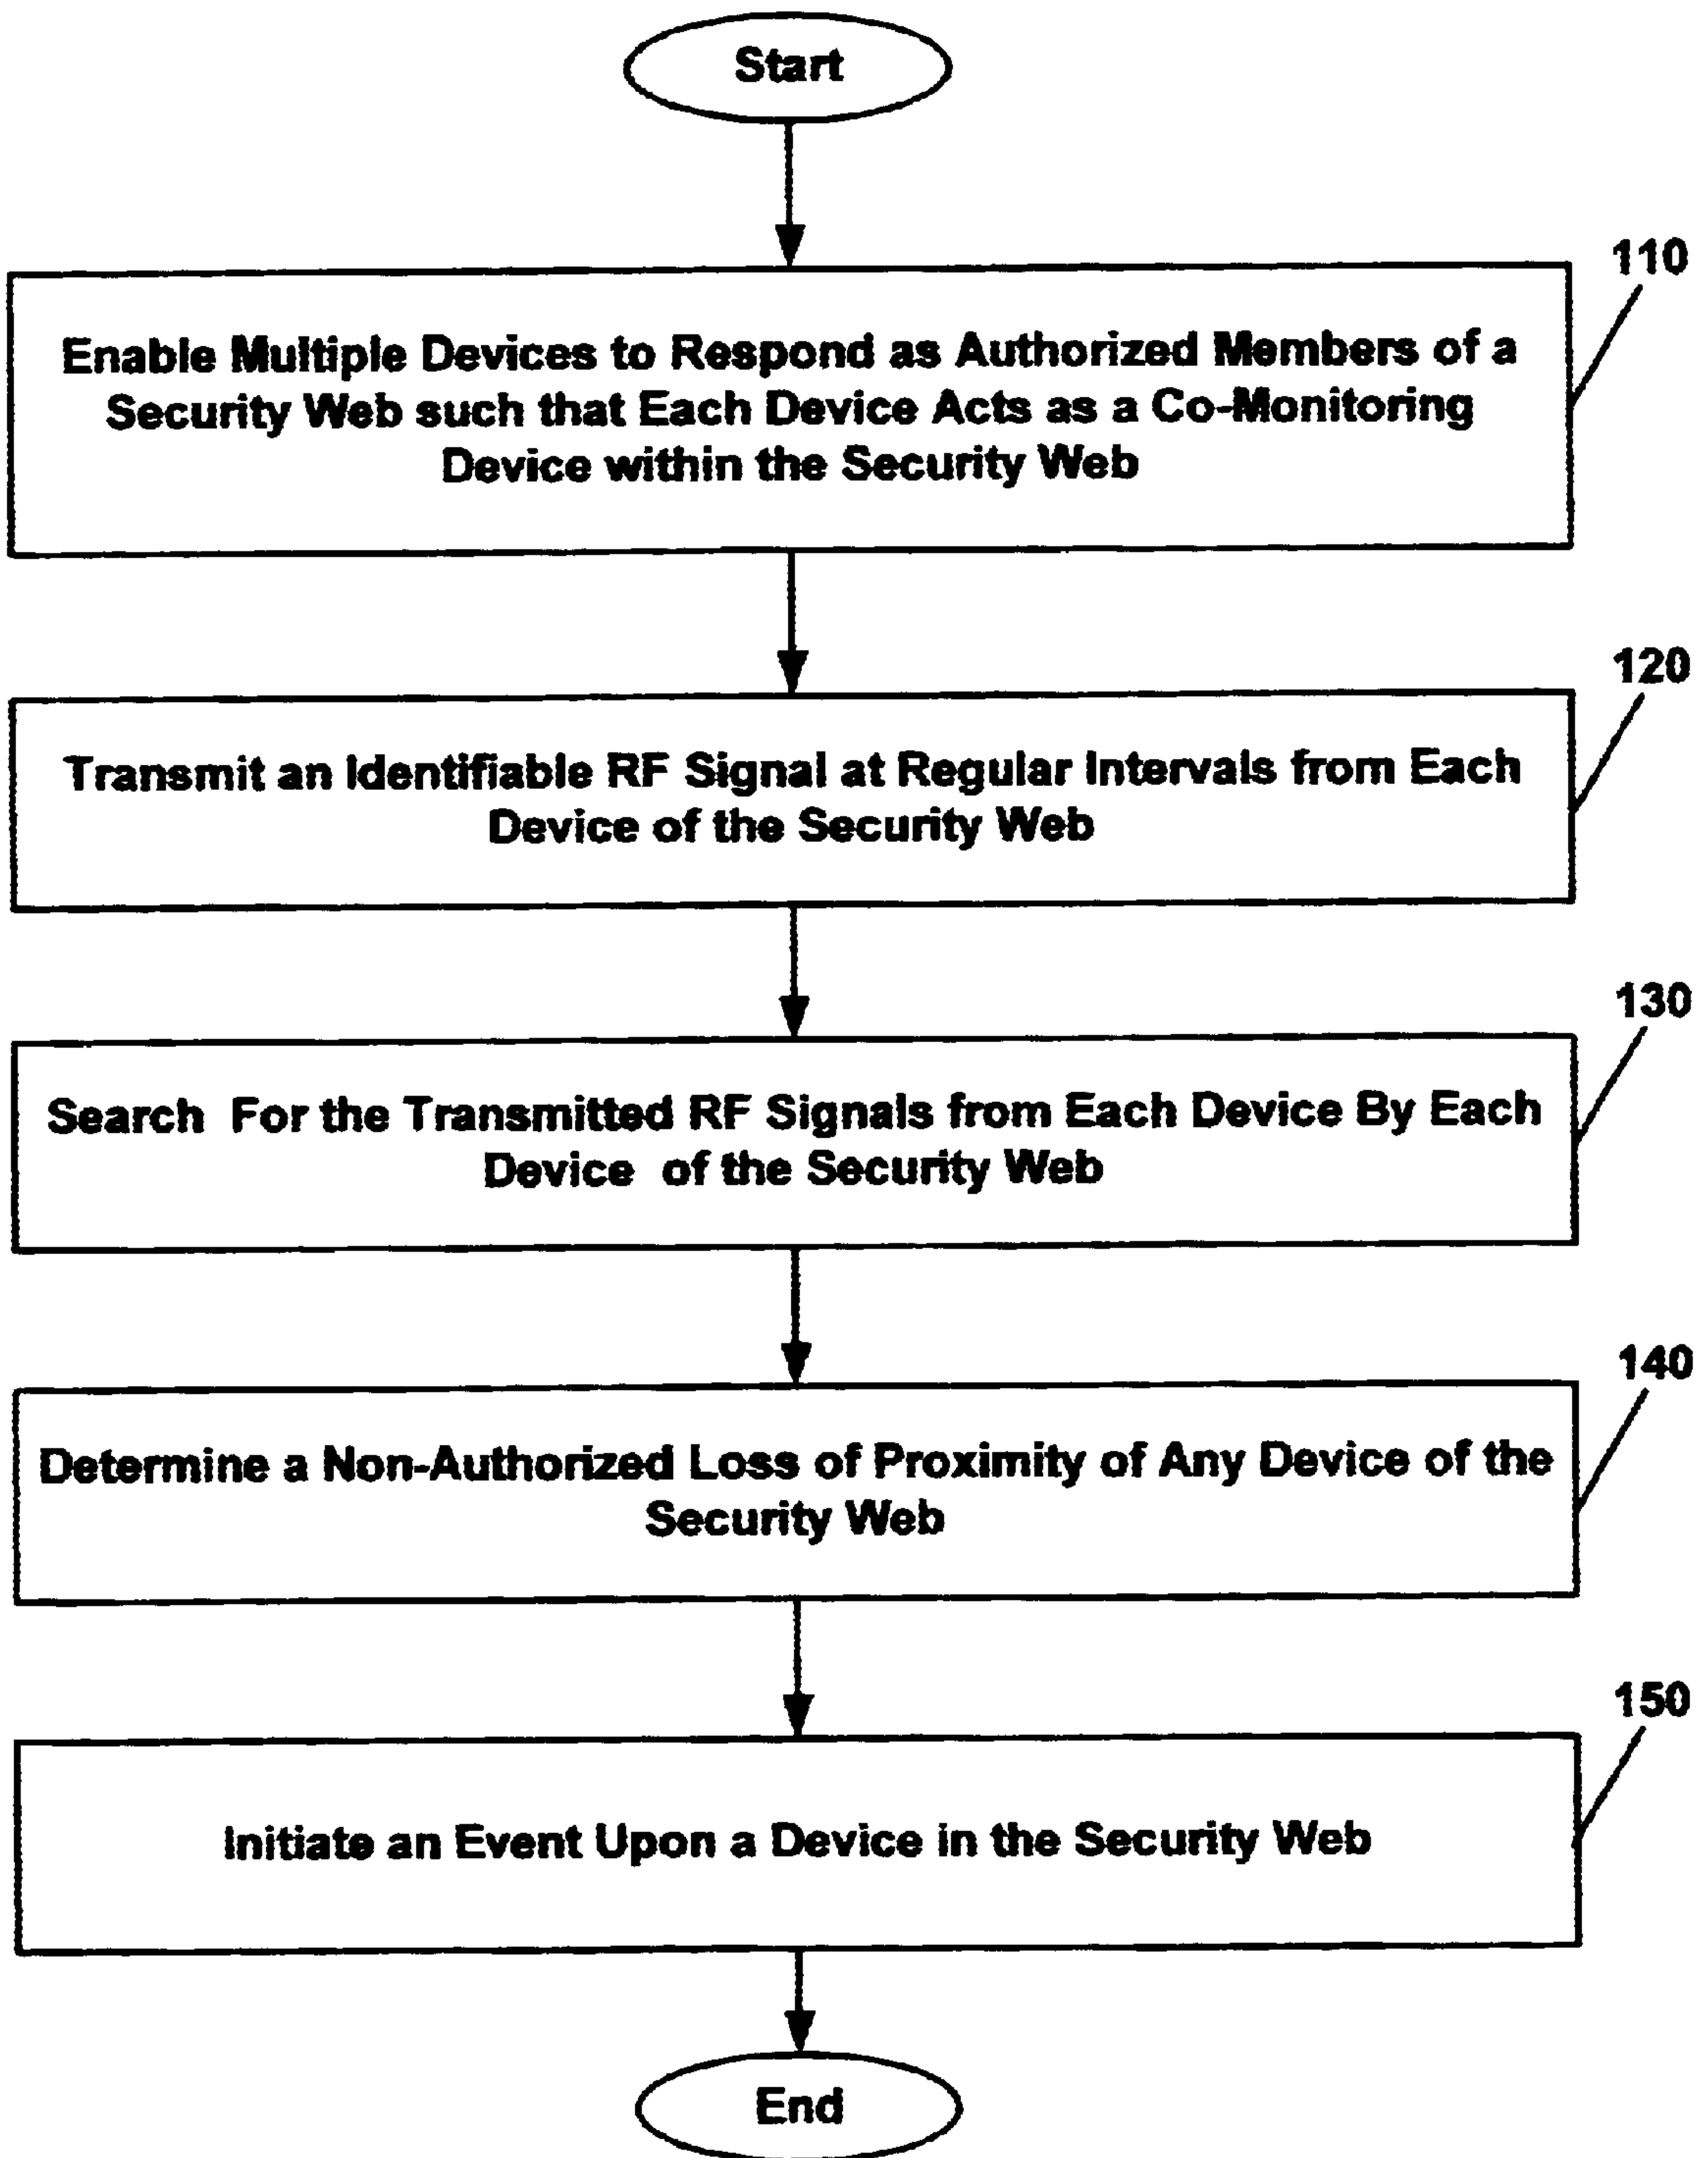 Start
110
Enable Multiple Devices to Respond as Authorized Members of a
Security Web such that Each Device Acts as a Co-Monitoring
Device within the Security Web
120
Transmit an Identifiable RF Signal at Regular Intervals from Each
Device of the Security Web
130
Search For the Transmitted RF Signals from Each Device By Each
Device of the Security Web
140
Determine a Non-Authorized Loss of Proximity of Any Device of the
Security Web
150
Initiate an Event Upon a Device in the Security Web
End